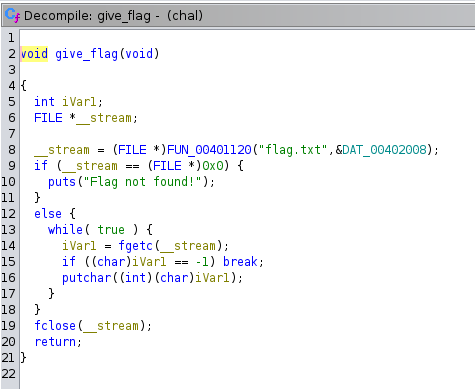 Decompile: give_flag - (chal)
1
2 void give_flag(void)
3
4 {
5   int iVar1;
6   FILE *__stream;
7
8   __stream = (FILE *)FUN_00401120("flag.txt",&DAT_00402008);
9   if (__stream == (FILE *)0x0) {
10     puts("Flag not found!");
11   }
12   else {
13     while( true ) {
14       iVar1 = fgetc(__stream);
15       if ((char)iVar1 == -1) break;
16       putchar((int)(char)iVar1);
17     }
18   }
19   fclose(__stream);
20   return;
21 }
22